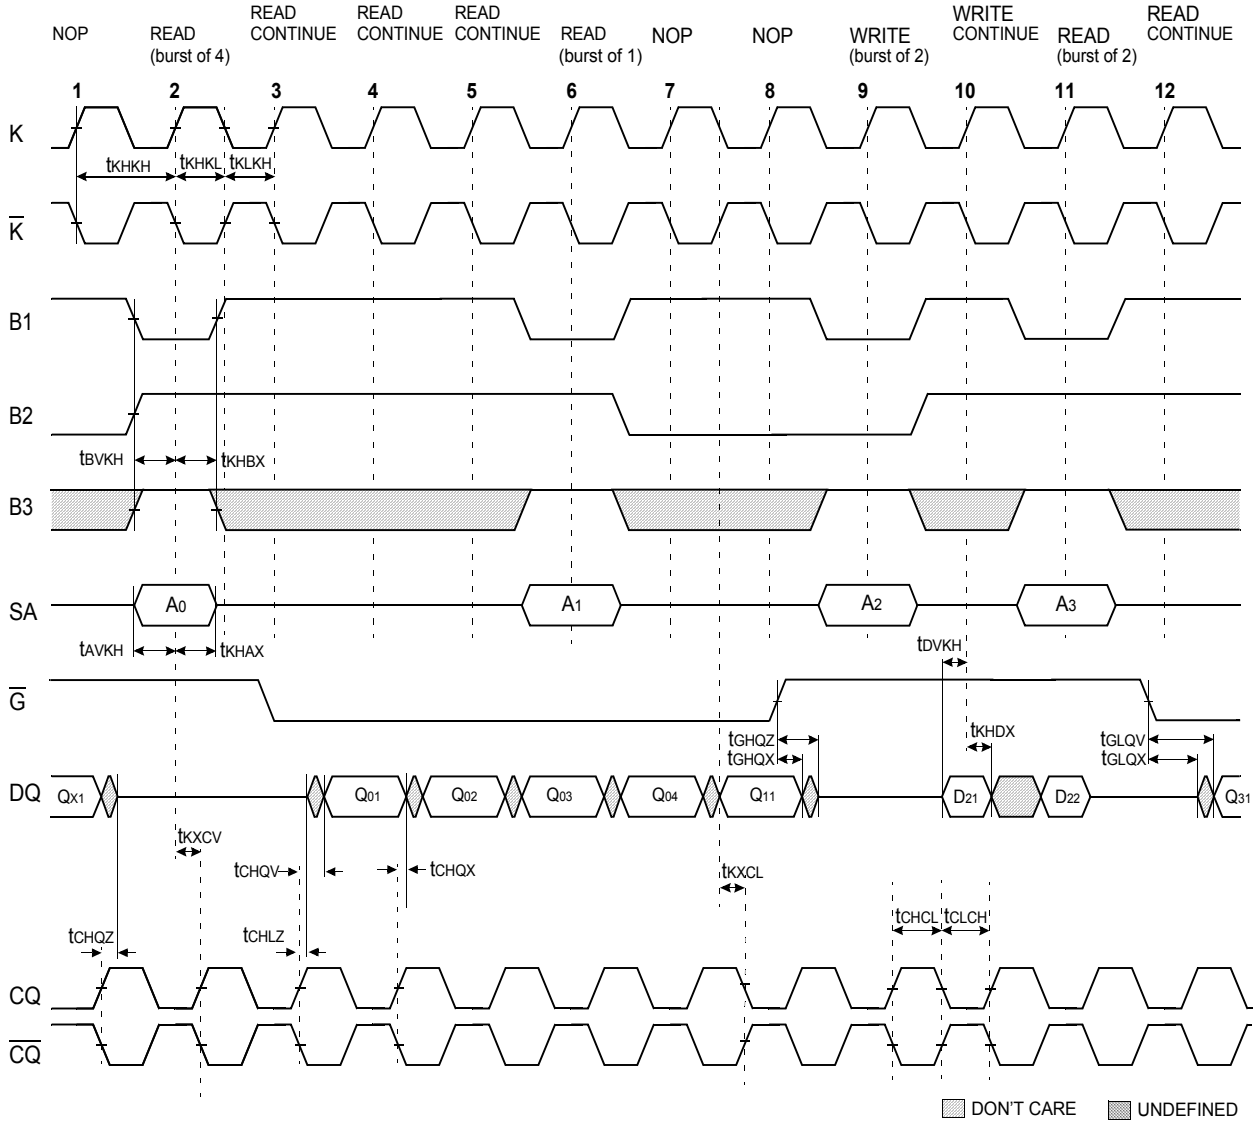 NOP
READ
(burst of 4)
READ
CONTINUE
READ
CONTINUE
READ
CONTINUE
READ
(burst of 1)
NOP
NOP
WRITE
(burst of 2)
WRITE
CONTINUE
READ
(burst of 2)
READ
CONTINUE
1 2 3 4 5 6 7 8 9 10 11 12
K
tKHKH tKHKL tKLKH
K
B1
B2
tBVKH tKHBX
B3
SA A0 A1 A2 A3
tAVKH tKHAX tDVKH
G
tGHQZ tKHDX tGLQV
tGHQX tGLQX
DQ QX1 Q01 Q02 Q03 Q04 Q11 D21 D22 Q31
tKXCV
tCHQV tCHQX tKXCL
tCHQZ tCHLZ tCHCL tCLCH
CQ
CQ
DON'T CARE UNDEFINED